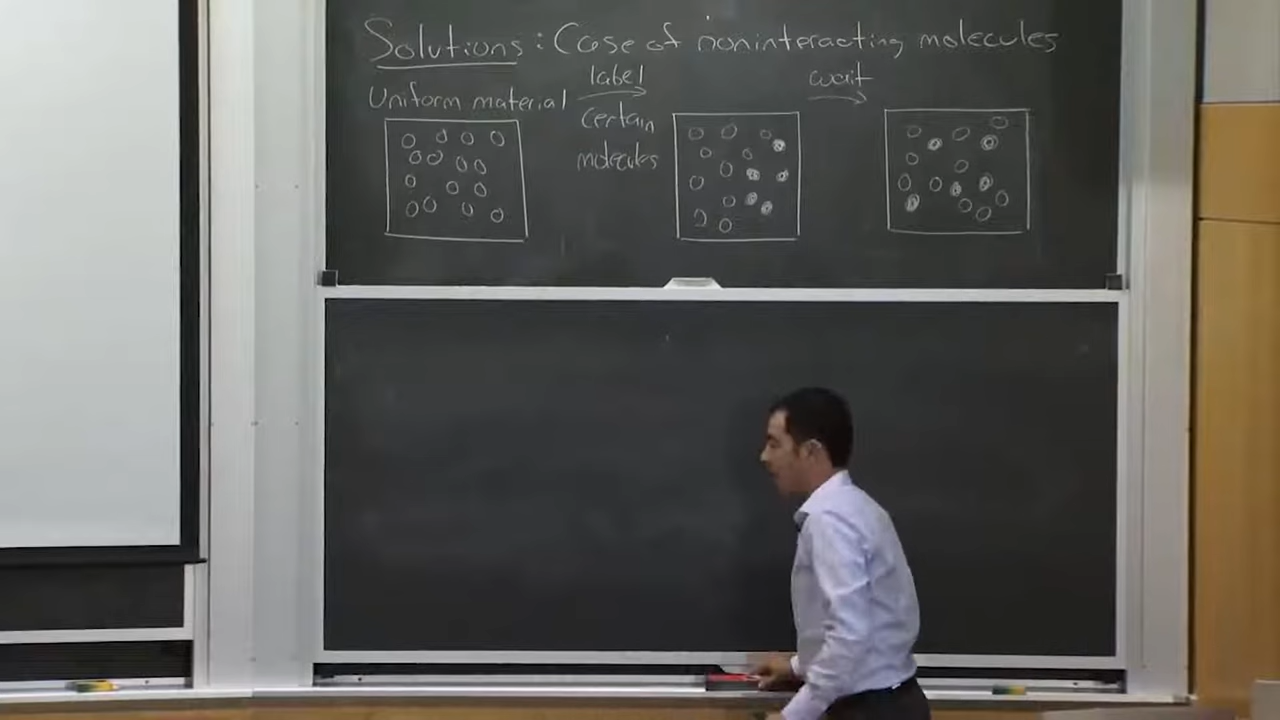 Solutions: Case of noninteracting molecules
Uniform material
label
certain
molecules
wait